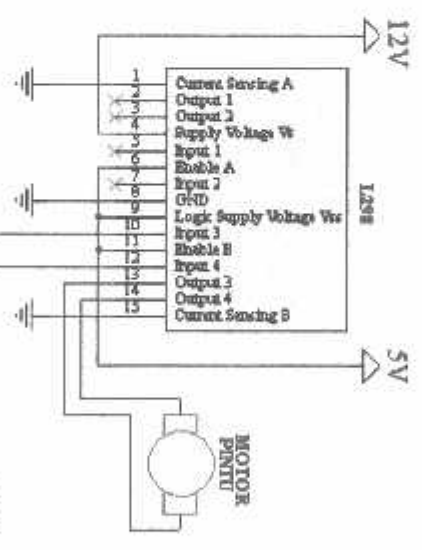 12V
1 Current Sensing A
2 Output 1
3 Output 2
4 Supply Voltage Vs
5 Input 1
6 Enable A
7 Input 2
8 GND
9 Logic Supply Voltage Vss
10 Input 3
11 Enable B
12 Input 4
13 Output 3
14 Output 4
15 Current Sensing B
L298
5V
MOTOR
PINTU